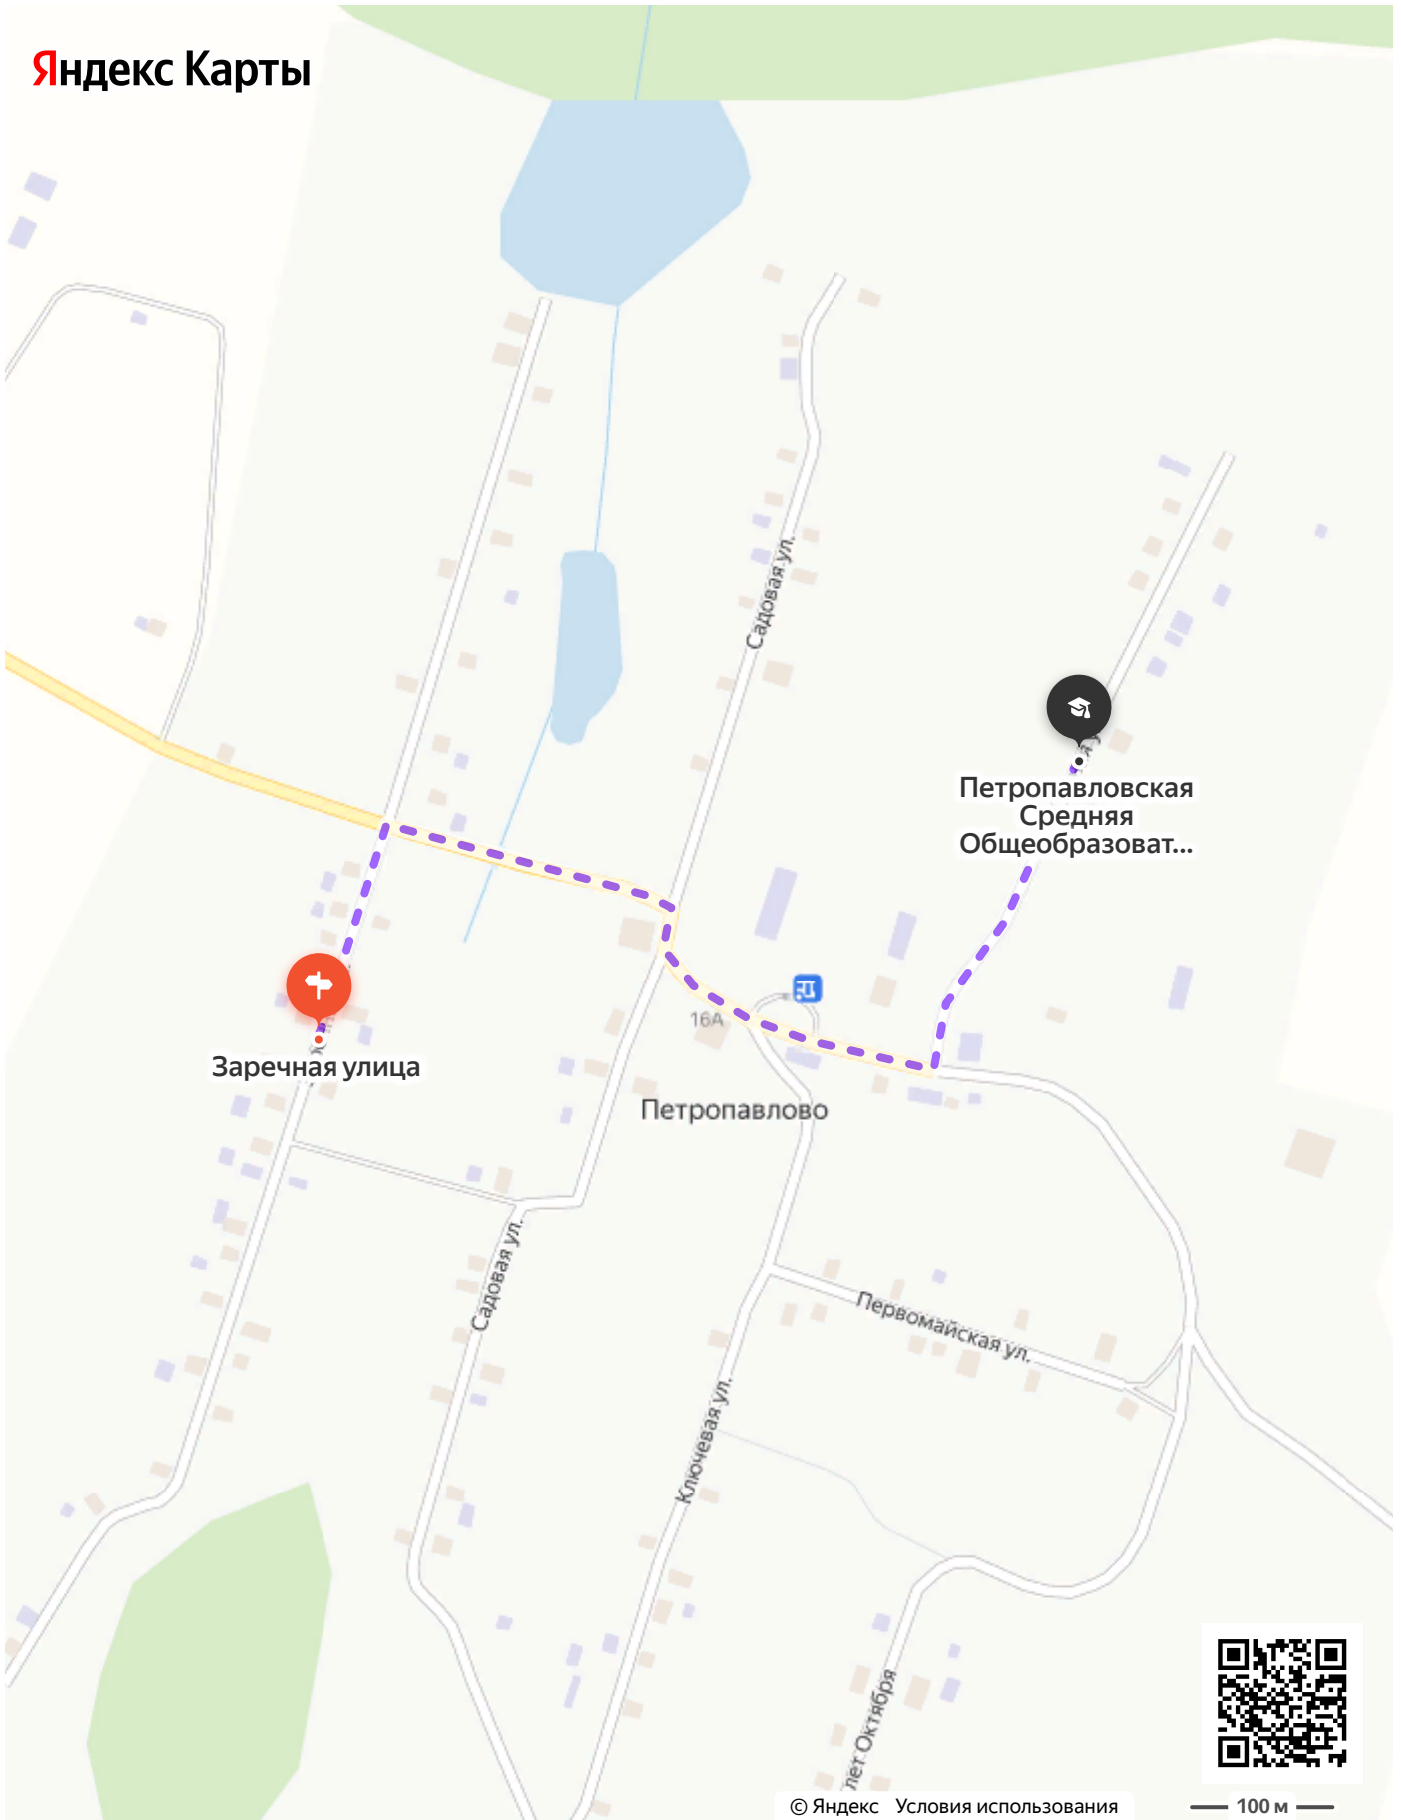 Яндекс Карты
Садовая ул.
Петропавловская
Средняя
Общеобразоват...
16А
Заречная улица
Петропавлово
Садовая ул.
Первомайская ул.
Ключевая ул.
лет Октября
© Яндекс Условия использования
100 м